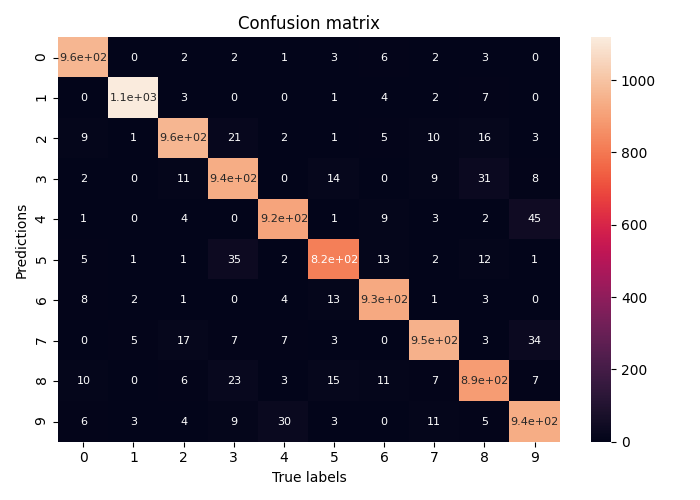 Confusion matrix
0 9.6e+02 0 2 2 1 3 6 2 3 0
1 0 1.1e+03 3 0 0 1 4 2 7 0
2 9 1 9.6e+02 21 2 1 5 10 16 3
3 2 0 11 9.4e+02 0 14 0 9 31 8
4 1 0 4 0 9.2e+02 1 9 3 2 45
5 5 1 1 35 2 8.2e+02 13 2 12 1
6 8 2 1 0 4 13 9.3e+02 1 3 0
7 0 5 17 7 7 3 0 9.5e+02 3 34
8 10 0 6 23 3 15 11 7 8.9e+02 7
9 6 3 4 9 30 3 0 11 5 9.4e+02
0 1 2 3 4 5 6 7 8 9
True labels
Predictions
1000
800
600
400
200
0